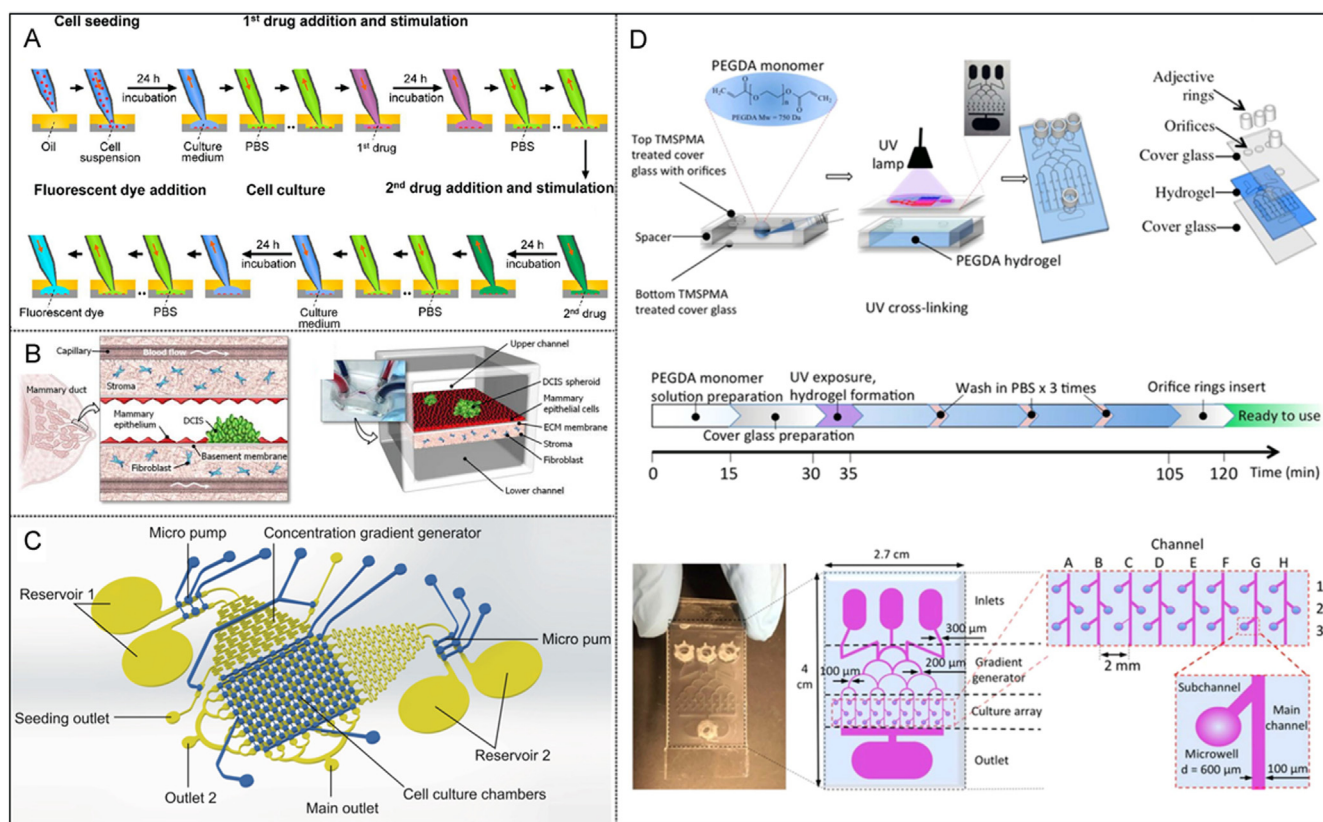 A
Cell seeding
1st drug addition and stimulation
24 h
incubation
24 h
incubation
Oil
Cell
suspension
Culture
medium
PBS
1st drug
PBS
Fluorescent dye addition
Cell culture
2nd drug addition and stimulation
24 h
incubation
24 h
incubation
Fluorescent dye
PBS
Culture
medium
PBS
2nd drug
B
Capillary
Blood flow
Stroma
Mammary duct
Mammary
epithelium
DCIS
Basement membrane
Fibroblast
Upper channel
DCIS spheroid
Mammary
epithelial cells
ECM membrane
Stroma
Fibroblast
Lower channel
C
Micro pump
Concentration gradient generator
Reservoir 1
Micro pum
Seeding outlet
Reservoir 2
Outlet 2
Main outlet
Cell culture chambers
D
PEGDA monomer
H3C
O
O
n
O
O
CH2
PEGDA Mw = 750 Da
Top TMSPMA
treated cover
glass with orifices
UV
lamp
Spacer
PEGDA hydrogel
Bottom TMSPMA
treated cover glass
UV cross-linking
Adjective
rings
Orifices
Cover glass
Hydrogel
Cover glass
PEGDA monomer
solution preparation
UV exposure,
hydrogel formation
Wash in PBS x 3 times
Orifice rings insert
Cover glass preparation
Ready to use
0
15
30
35
105
120
Time (min)
2.7 cm
4
cm
Inlets
300 μm
100 μm
200 μm
Gradient
generator
Culture array
Outlet
Channel
A B C D E F G H
1
2
3
2 mm
Subchannel
Main
channel
Microwell
d = 600 μm
100 μm